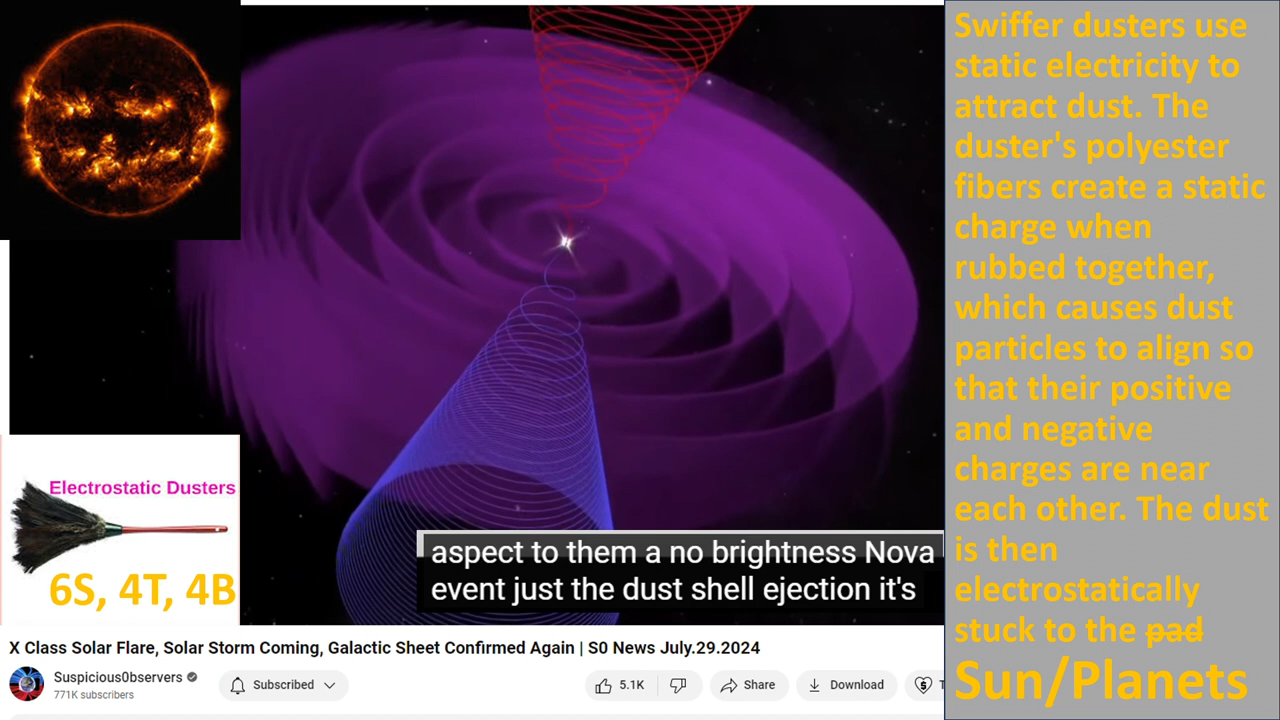 Electrostatic Dusters
6S, 4T, 4B
aspect to them a no brightness Nova
event just the dust shell ejection it's
X Class Solar Flare, Solar Storm Coming, Galactic Sheet Confirmed Again | S0 News July.29.2024
Suspicious0bservers
771K subscribers
Subscribed
5.1K
Share
Download
T
Swiffer dusters use
static electricity to
attract dust. The
duster's polyester
fibers create a static
charge when
rubbed together,
which causes dust
particles to align so
that their positive
and negative
charges are near
each other. The dust
is then
electrostatically
stuck to the pad
Sun/Planets